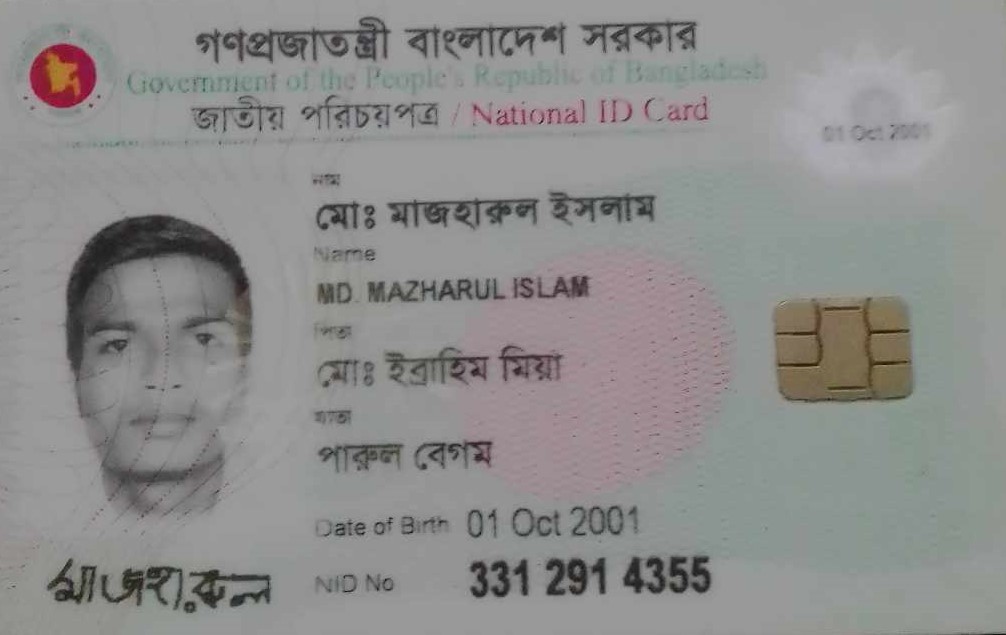 গণপ্রজাতন্ত্রী বাংলাদেশ সরকার
Government of the People's Republic of Bangladesh
জাতীয় পরিচয়পত্র / National ID Card
01 Oct 2001
নাম
মোঃ মাজহারুল ইসলাম
Name
MD. MAZHARUL ISLAM
পিতা
মোঃ ইব্রাহিম মিয়া
মাতা
পারুল বেগম
Date of Birth 01 Oct 2001
মাজহারুল
NID No 331 291 4355